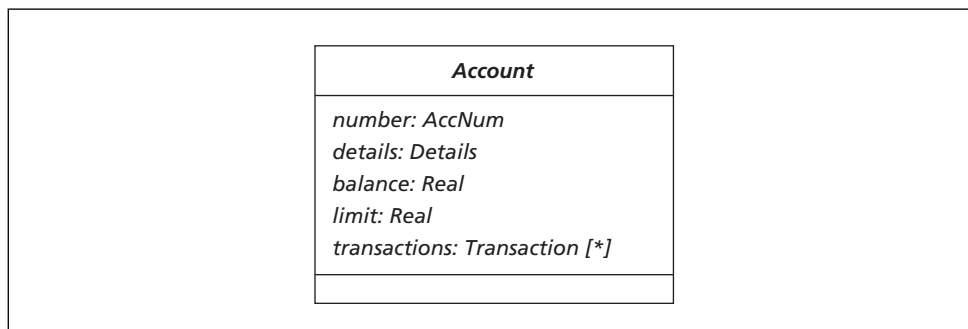 Account
number: AccNum
details: Details
balance: Real
limit: Real
transactions: Transaction [*]